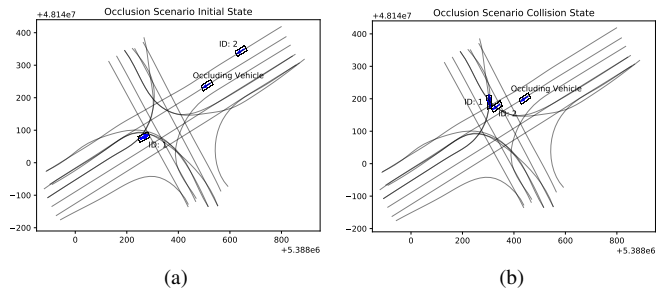 Occlusion Scenario Initial State
+4.814e7
400
300
200
100
0
−100
−200
0
200
400
600
800
+5.388e6
ID: 2
Occluding Vehicle
ID: 1
(a)
Occlusion Scenario Collision State
+4.814e7
400
300
200
100
0
−100
−200
0
200
400
600
800
+5.388e6
Occluding Vehicle
ID: 1
ID: 2
(b)